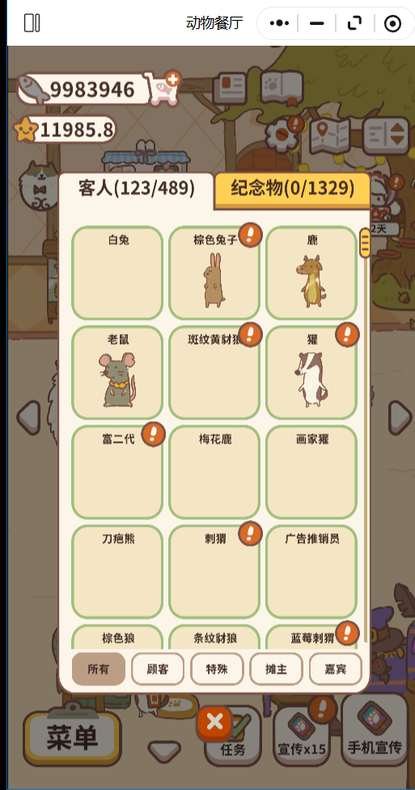 动物餐厅
9983946
11985.8
客人(123/489)
纪念物(0/1329)
2天
白兔
棕色兔子
鹿
老鼠
斑纹黄豺狼
獾
富二代
梅花鹿
画家獾
刀疤熊
刺猬
广告推销员
棕色狼
条纹豺狼
蓝莓刺猬
所有
顾客
特殊
摊主
嘉宾
菜单
任务
宣传x15
手机宣传